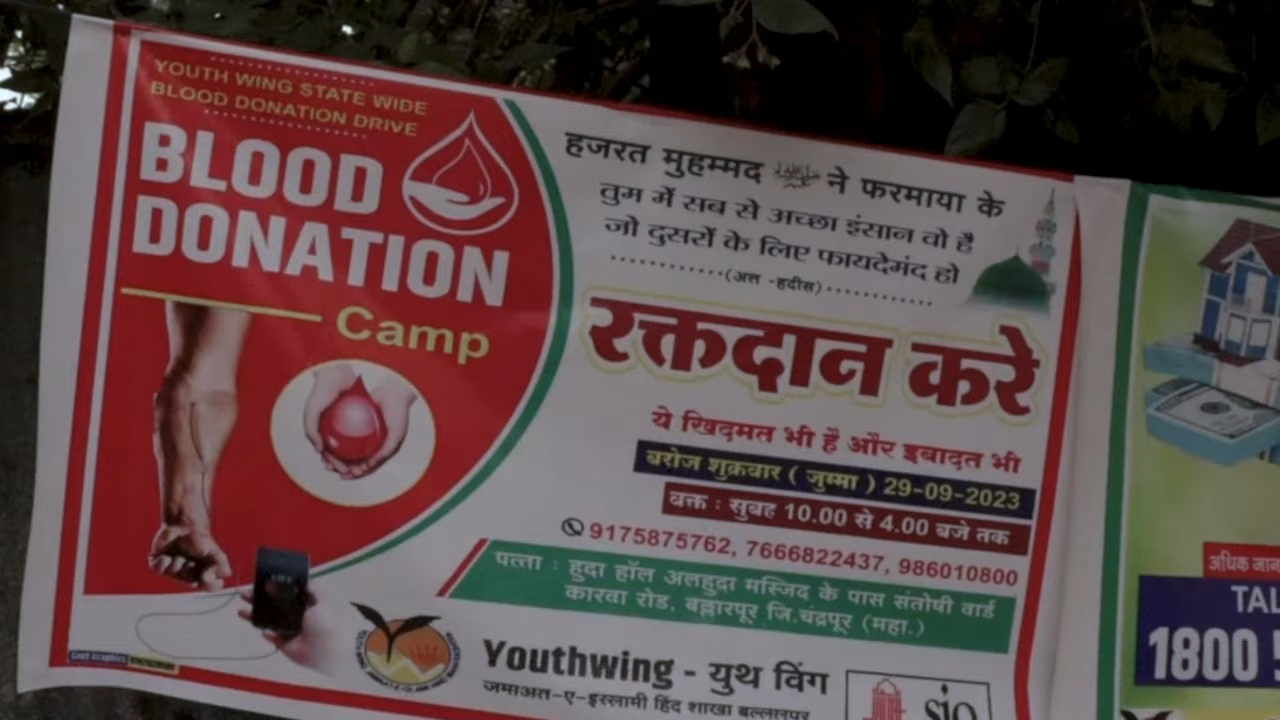 YOUTH WING STATE WIDE
BLOOD DONATION DRIVE
BLOOD
DONATION
Camp
हजरत मुहम्मद ﷺ ने फरमाया के
तुम में सब से अच्छा इंसान वो है
जो दुसरों के लिए फायदेमंद हो
(अल -हदीस)
रक्तदान करे
ये खिदमत भी है और इबादत भी
बरोज शुक्रवार ( जुम्मा ) 29-09-2023
वक्त : सुबह 10.00 से 4.00 बजे तक
9175875762, 7666822437, 986010800
पत्ता : हुदा हॉल अलहुदा मस्जिद के पास संतोषी वार्ड
कारवा रोड, बल्लारपूर जि.चंद्रपूर (महा.)
Youthwing - युथ विंग
जमाअत-ए-इस्लामी हिंद शाखा बल्लारपुर
sio
अधिक जान
TAL
1800